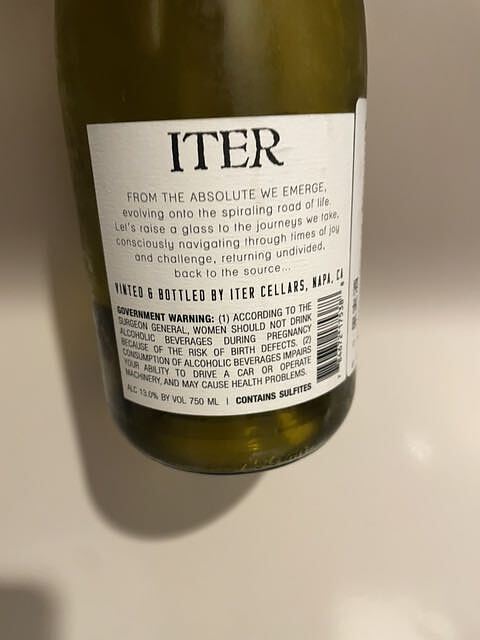 ITER
FROM THE ABSOLUTE WE EMERGE,
evolving onto the spiraling road of life.
Let's raise a glass to the journeys we take,
consciously navigating through times of joy
and challenge, returning undivided,
back to the source...
VINTED & BOTTLED BY ITER CELLARS, NAPA, CA
GOVERNMENT WARNING: (1) ACCORDING TO THE
SURGEON GENERAL, WOMEN SHOULD NOT DRINK
ALCOHOLIC BEVERAGES DURING PREGNANCY
BECAUSE OF THE RISK OF BIRTH DEFECTS. (2)
CONSUMPTION OF ALCOHOLIC BEVERAGES IMPAIRS
YOUR ABILITY TO DRIVE A CAR OR OPERATE
MACHINERY, AND MAY CAUSE HEALTH PROBLEMS.
ALC 13.0% BY VOL 750 ML | CONTAINS SULFITES